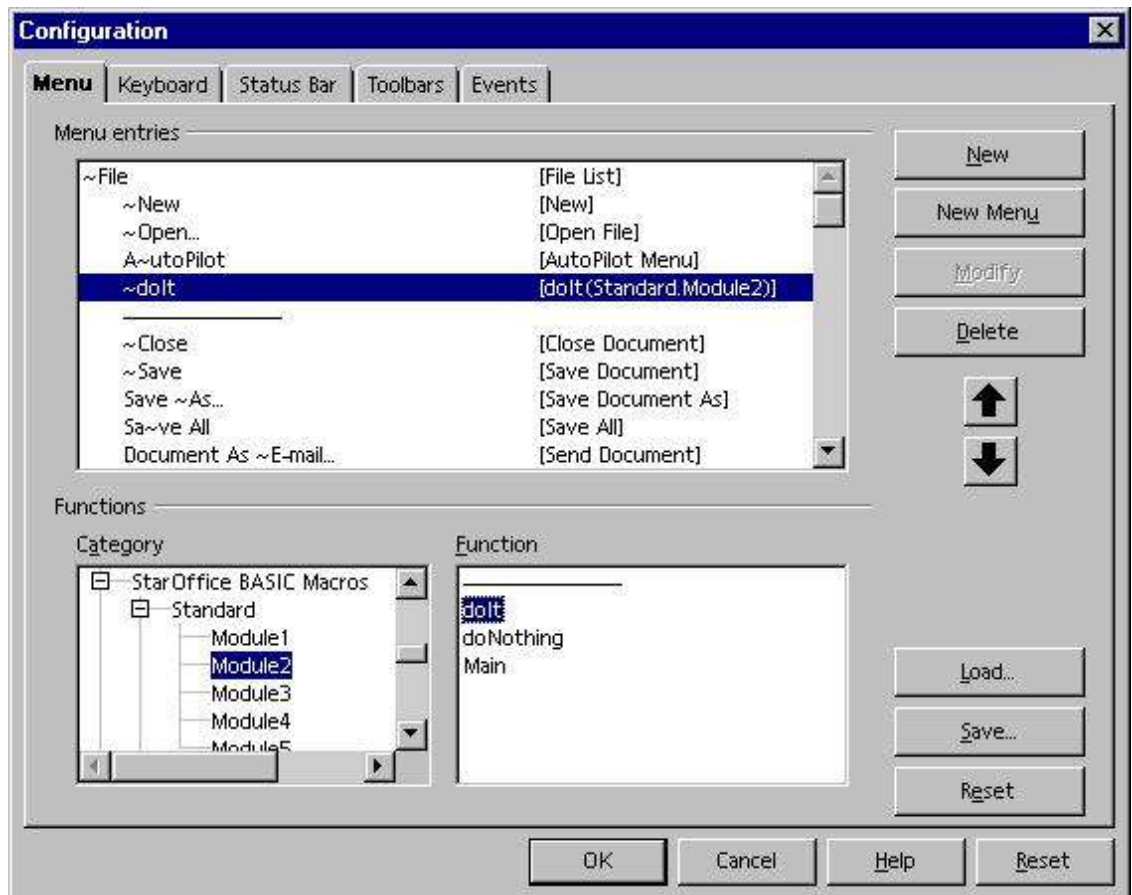 Configuration
Menu Keyboard Status Bar Toolbars Events
Menu entries
~File [File List]
~New [New]
~Open... [Open File]
A~utoPilot [AutoPilot Menu]
~doIt [doIt(Standard.Module2)]
~Close [Close Document]
~Save [Save Document]
Save ~As... [Save Document As]
Sa~ve All [Save All]
Document As ~E-mail... [Send Document]
New
New Menu
Modify
Delete
Functions
Category
StarOffice BASIC Macros
Standard
Module1
Module2
Module3
Module4
Module5
Function
doIt
doNothing
Main
Load...
Save...
Reset
OK Cancel Help Reset